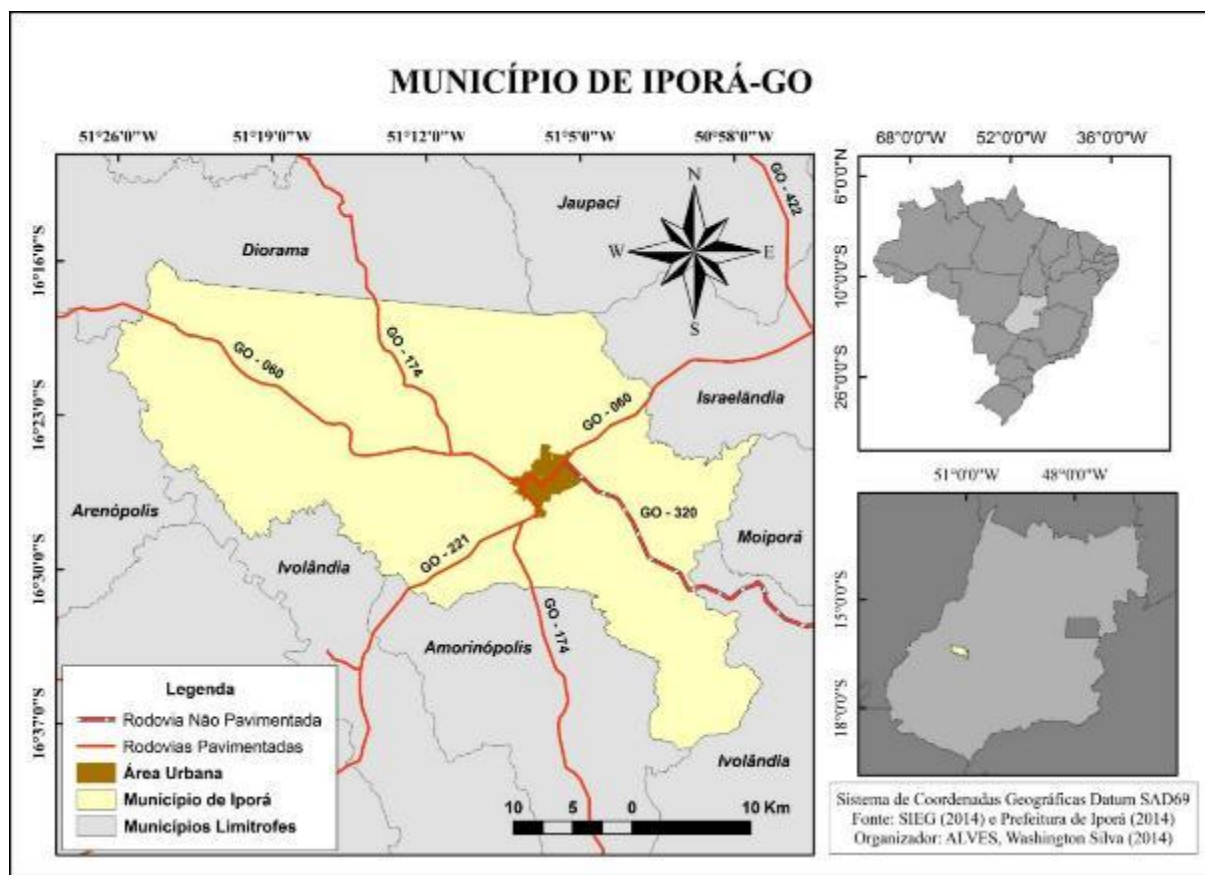 MUNICÍPIO DE IPORÁ-GO
51°26'0"W
51°19'0"W
51°12'0"W
51°5'0"W
50°58'0"W
16°16'0"S
16°23'0"S
16°30'0"S
16°37'0"S
Jaupaci
GO - 422
Diorama
N
W
E
S
GO - 060
GO - 174
GO - 060
Israelândia
Arenópolis
GO - 320
Moiporá
Ivolândia
GO - 221
Amorinópolis
GO - 174
Ivolândia
Legenda
Rodovia Não Pavimentada
Rodovias Pavimentadas
Área Urbana
Município de Iporá
Municípios Limítrofes
10 5 0 10 Km
68°0'0"W
52°0'0"W
36°0'0"W
6°0'0"N
10°0'0"S
26°0'0"S
51°0'0"W
48°0'0"W
15°0'0"S
18°0'0"S
Sistema de Coordenadas Geográficas Datum SAD69
Fonte: SIEG (2014) e Prefeitura de Iporá (2014)
Organizador: ALVES, Washington Silva (2014)